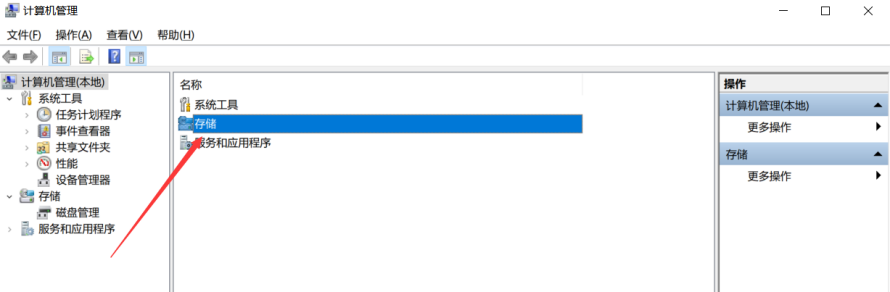 计算机管理
文件(F) 操作(A) 查看(V) 帮助(H)
计算机管理(本地)
系统工具
任务计划程序
事件查看器
共享文件夹
性能
设备管理器
存储
磁盘管理
服务和应用程序
名称
系统工具
存储
服务和应用程序
操作
计算机管理(本地)
更多操作
存储
更多操作